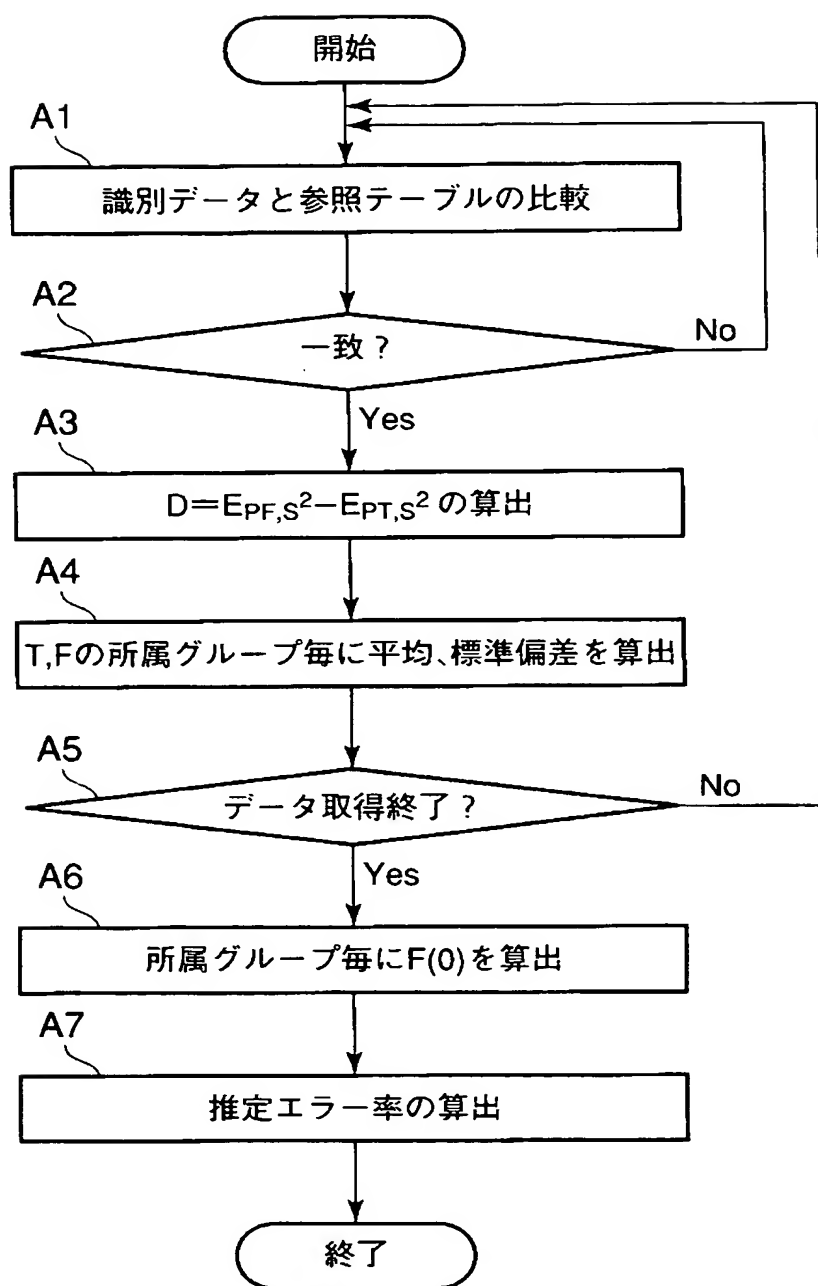 開始
A1
識別データと参照テーブルの比較
A2
一致？
No
Yes
A3
D＝E_PF,S²－E_PT,S² の算出
A4
T,Fの所属グループ毎に平均、標準偏差を算出
A5
データ取得終了？
No
Yes
A6
所属グループ毎にF(0)を算出
A7
推定エラー率の算出
終了